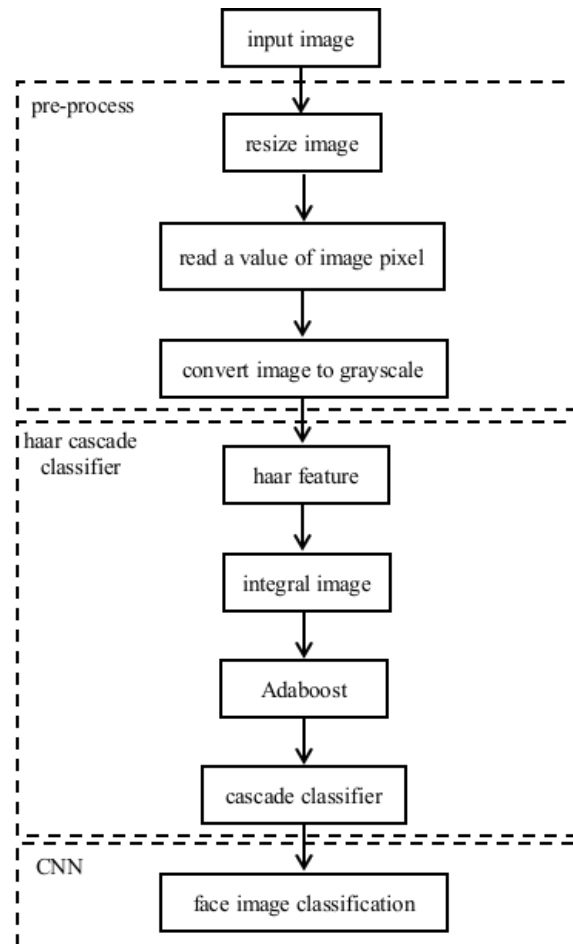 input image
pre-process
resize image
read a value of image pixel
convert image to grayscale
haar cascade
classifier
haar feature
integral image
Adaboost
cascade classifier
CNN
face image classification